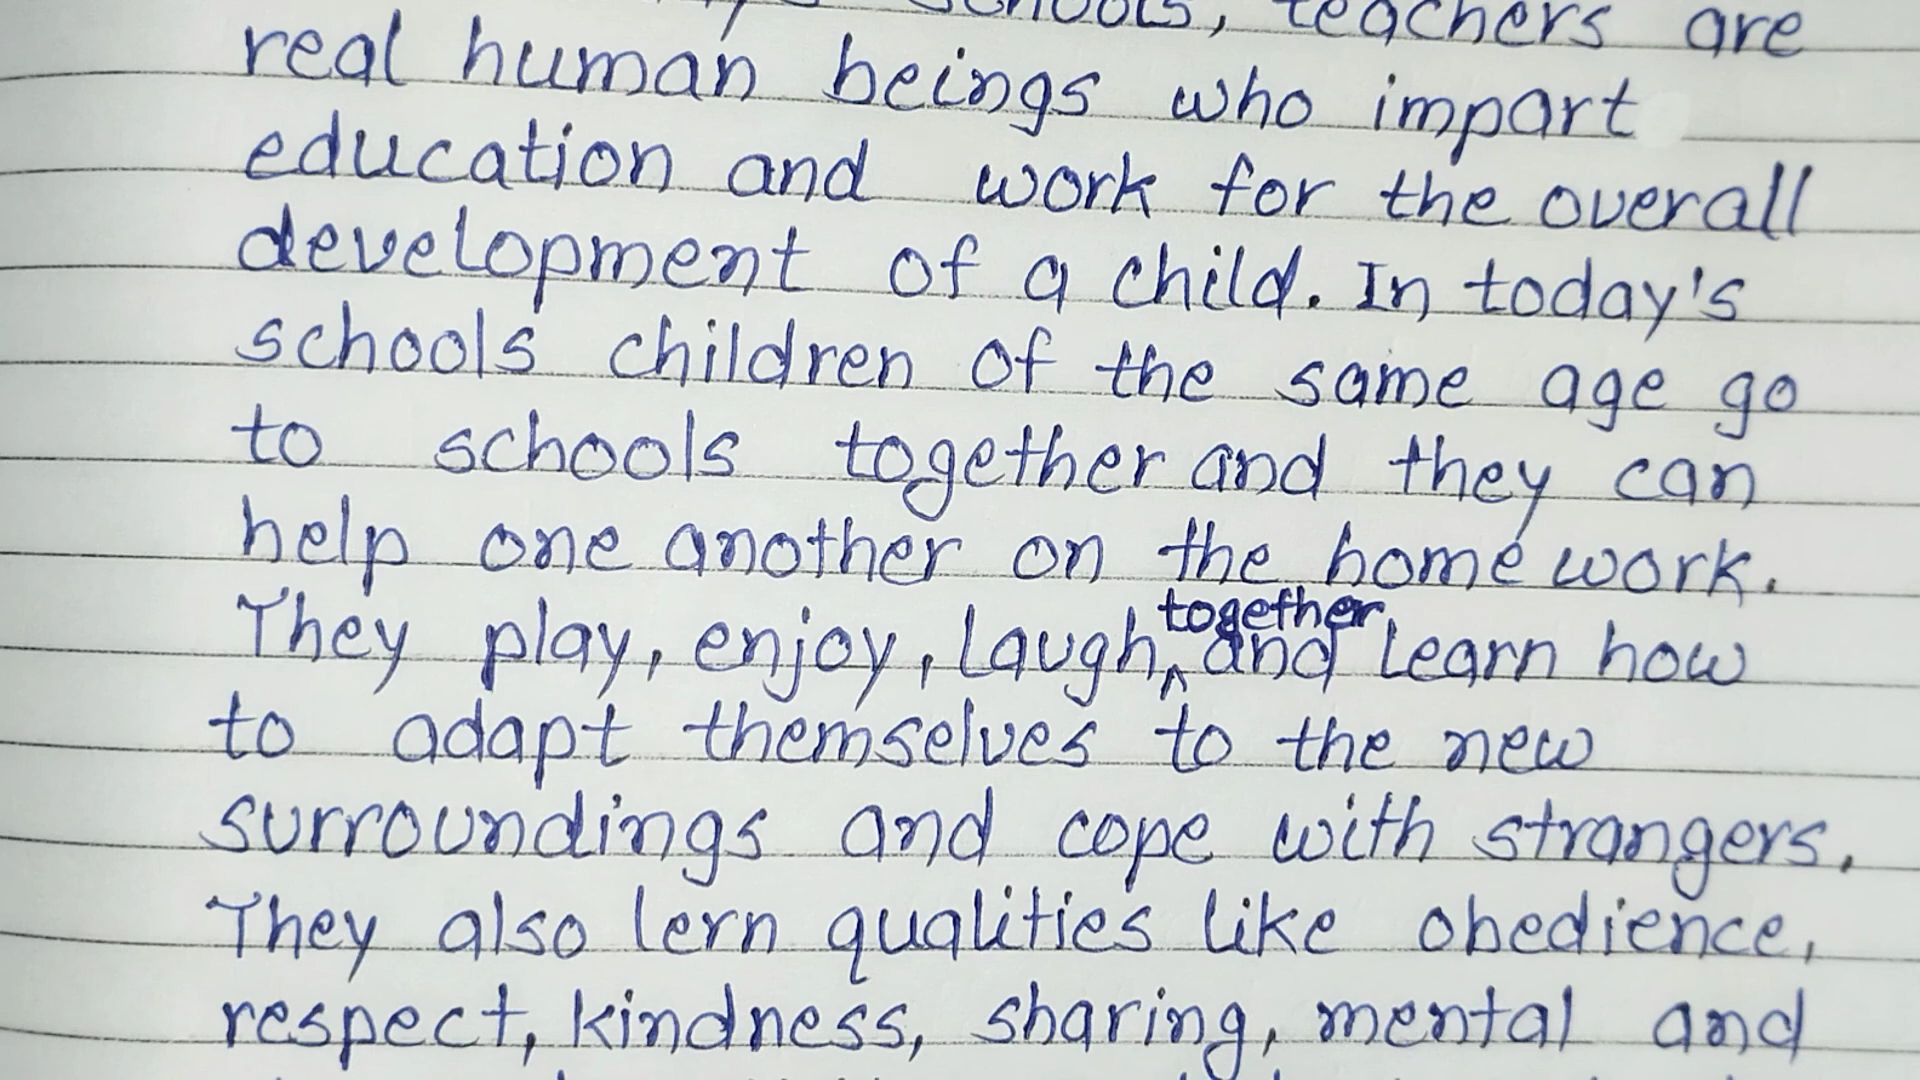 schools, teachers are
real human beings who impart
education and work for the overall
development of a child. In today's
schools children of the same age go
to schools together and they can
help one another on the home work.
They play, enjoy, laugh, together and learn how
to adapt themselves to the new
surroundings and cope with strangers.
They also lern qualities like obedience,
respect, kindness, sharing, mental and